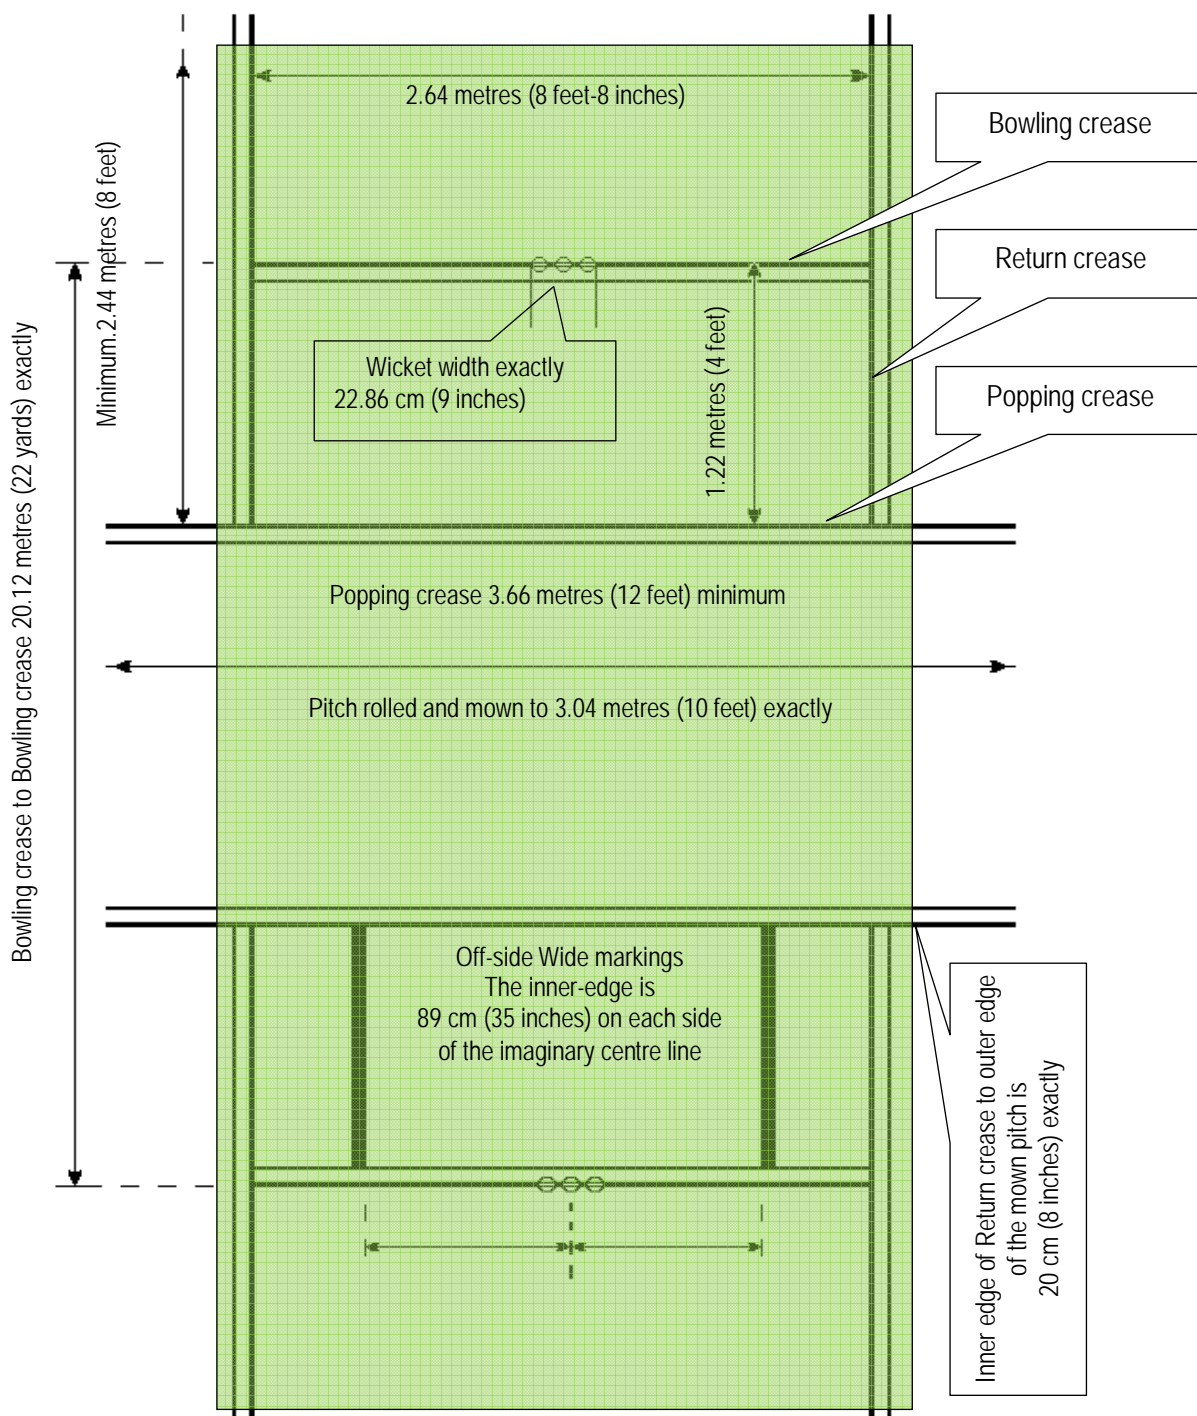 2.64 metres (8 feet-8 inches)
Bowling crease
Return crease
Popping crease
Minimum.2.44 metres (8 feet)
Bowling crease to Bowling crease 20.12 metres (22 yards) exactly
Wicket width exactly
22.86 cm (9 inches)
1.22 metres (4 feet)
Popping crease 3.66 metres (12 feet) minimum
Pitch rolled and mown to 3.04 metres (10 feet) exactly
Off-side Wide markings
The inner-edge is
89 cm (35 inches) on each side
of the imaginary centre line
Inner edge of Return crease to outer edge
of the mown pitch is
20 cm (8 inches) exactly